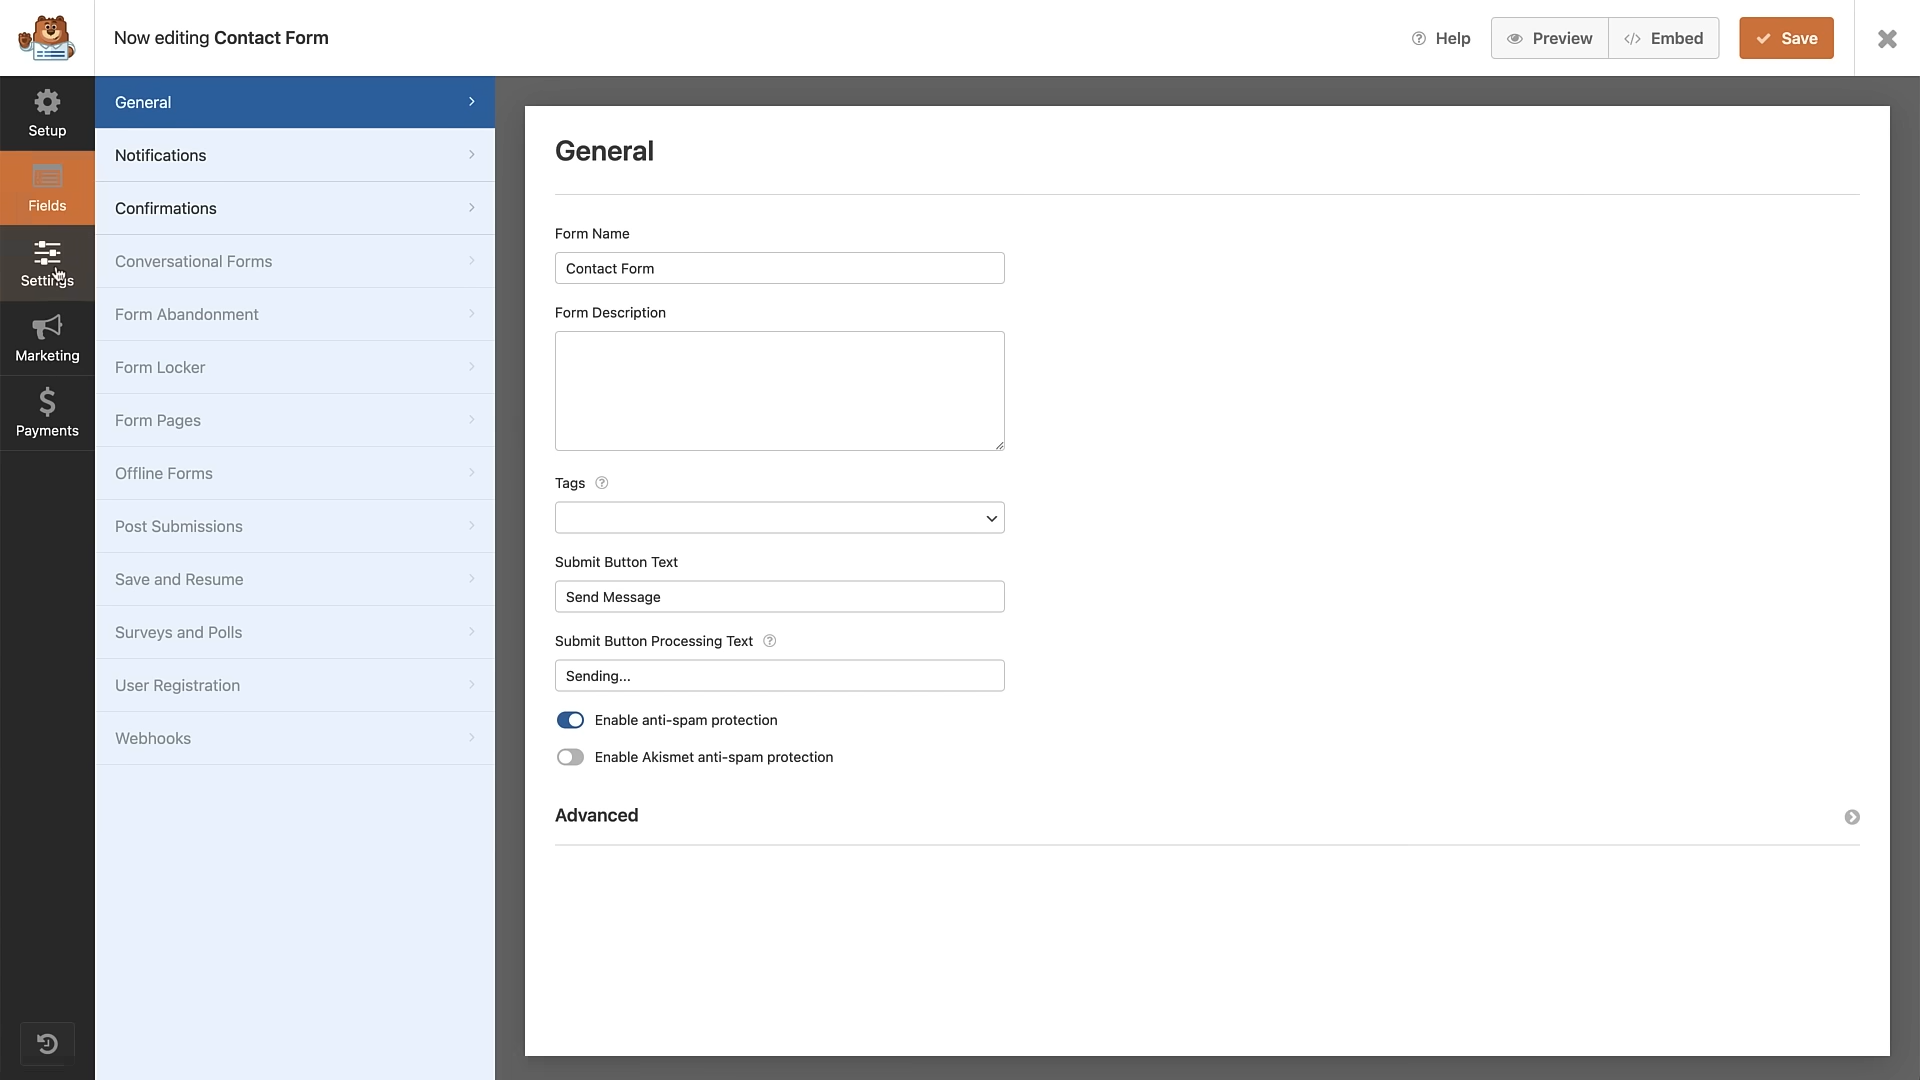 Now editing Contact Form
Help
Preview
Embed
Save
Setup
Fields
Settings
Marketing
Payments
General
Notifications
Confirmations
Conversational Forms
Form Abandonment
Form Locker
Form Pages
Offline Forms
Post Submissions
Save and Resume
Surveys and Polls
User Registration
Webhooks
General
Form Name
Contact Form
Form Description
Tags
Submit Button Text
Send Message
Submit Button Processing Text
Sending...
Enable anti-spam protection
Enable Akismet anti-spam protection
Advanced